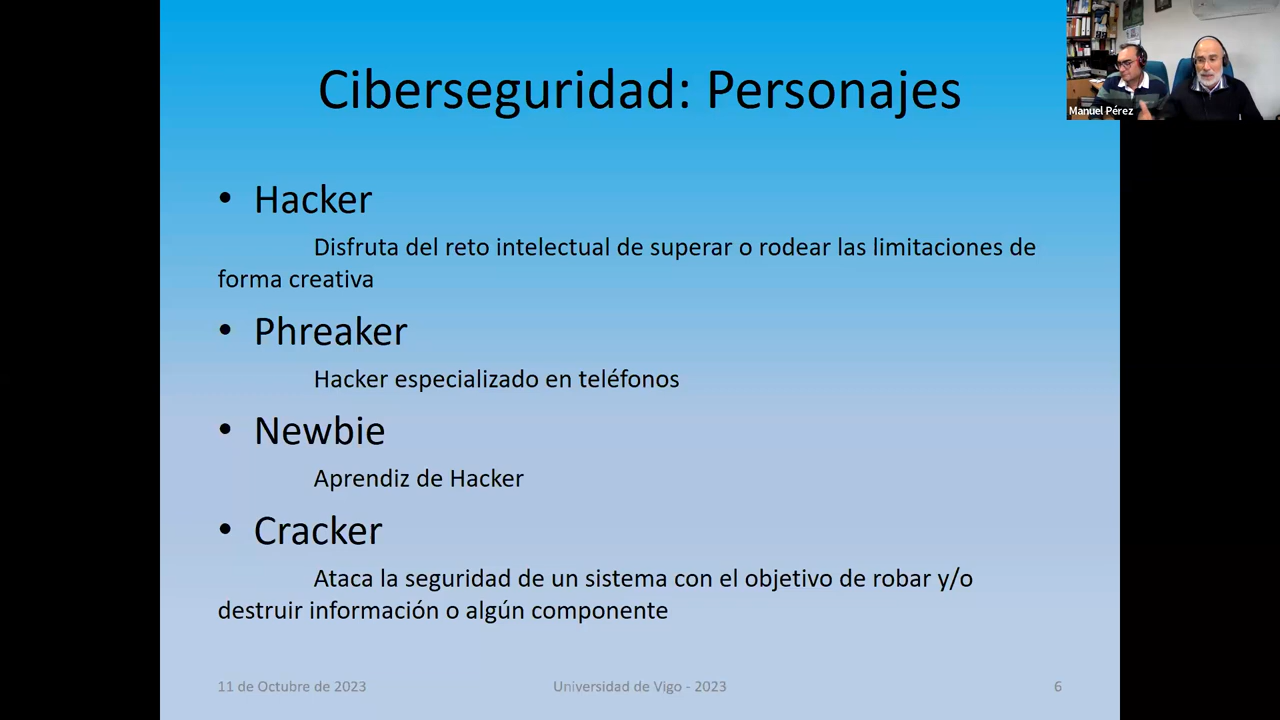 Ciberseguridad: Personajes
Manuel Pérez
• Hacker
Disfruta del reto intelectual de superar o rodear las limitaciones de
forma creativa
• Phreaker
Hacker especializado en teléfonos
• Newbie
Aprendiz de Hacker
• Cracker
Ataca la seguridad de un sistema con el objetivo de robar y/o
destruir información o algún componente
11 de Octubre de 2023
Universidad de Vigo - 2023
6